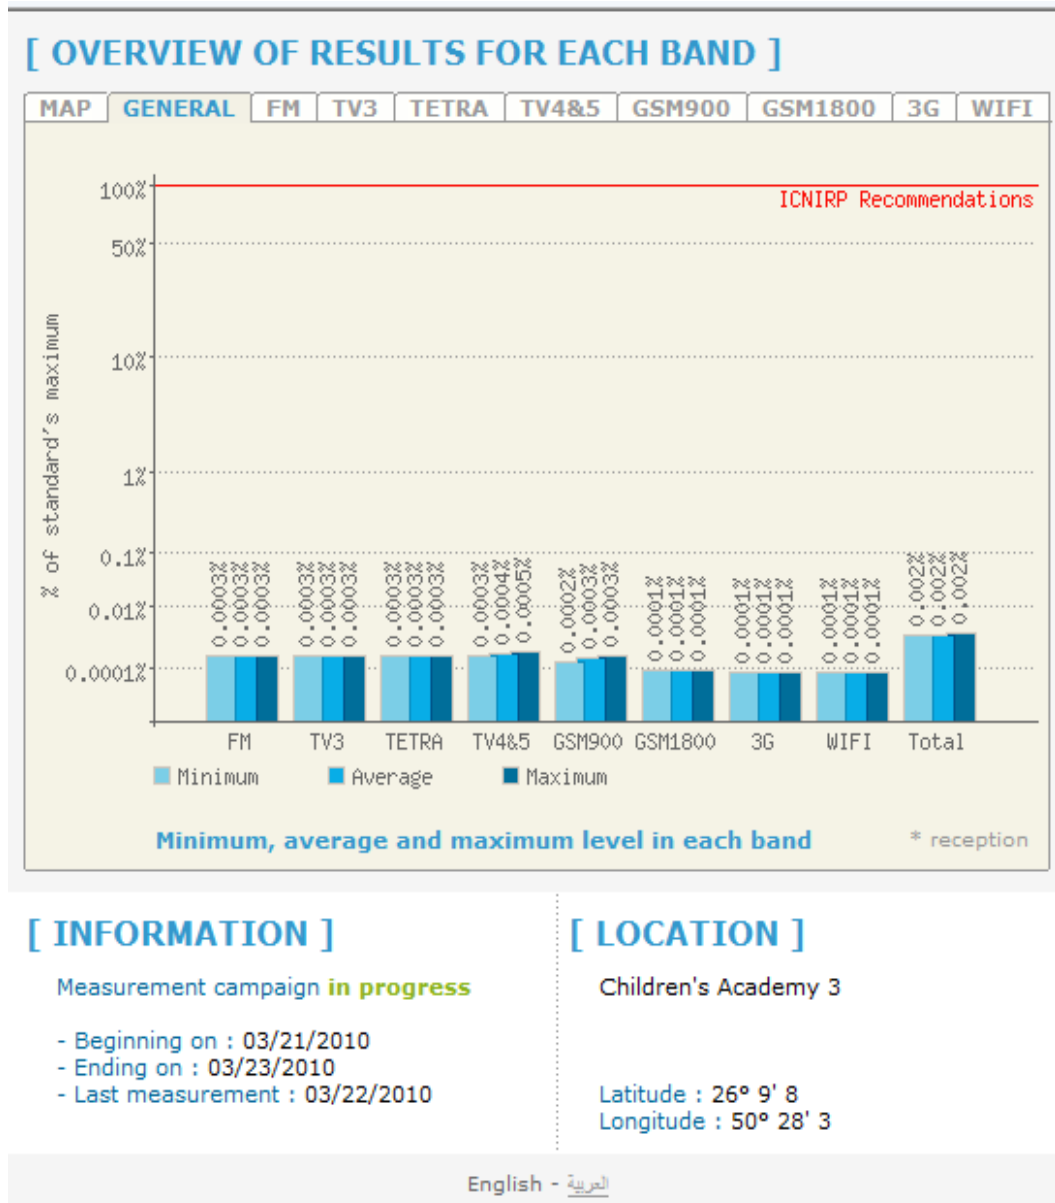 [ OVERVIEW OF RESULTS FOR EACH BAND ]
MAP GENERAL FM TV3 TETRA TV4&5 GSM900 GSM1800 3G WIFI
100%
ICNIRP Recommendations
50%
10%
1%
0.1%
0.01%
0.0001%
% of standard's maximum
0.0003% 0.0003% 0.0003%
0.0003% 0.0003% 0.0003%
0.0003% 0.0003% 0.0003%
0.0003% 0.0004% 0.0005%
0.0002% 0.0003% 0.0003%
0.0001% 0.0001% 0.0001%
0.0001% 0.0001% 0.0001%
0.0001% 0.0001% 0.0001%
0.002% 0.002% 0.002%
FM TV3 TETRA TV4&5 GSM900 GSM1800 3G WIFI Total
Minimum Average Maximum
Minimum, average and maximum level in each band
* reception
[ INFORMATION ]
Measurement campaign in progress
- Beginning on : 03/21/2010
- Ending on : 03/23/2010
- Last measurement : 03/22/2010
[ LOCATION ]
Children's Academy 3
Latitude : 26º 9' 8
Longitude : 50º 28' 3
English - العربية